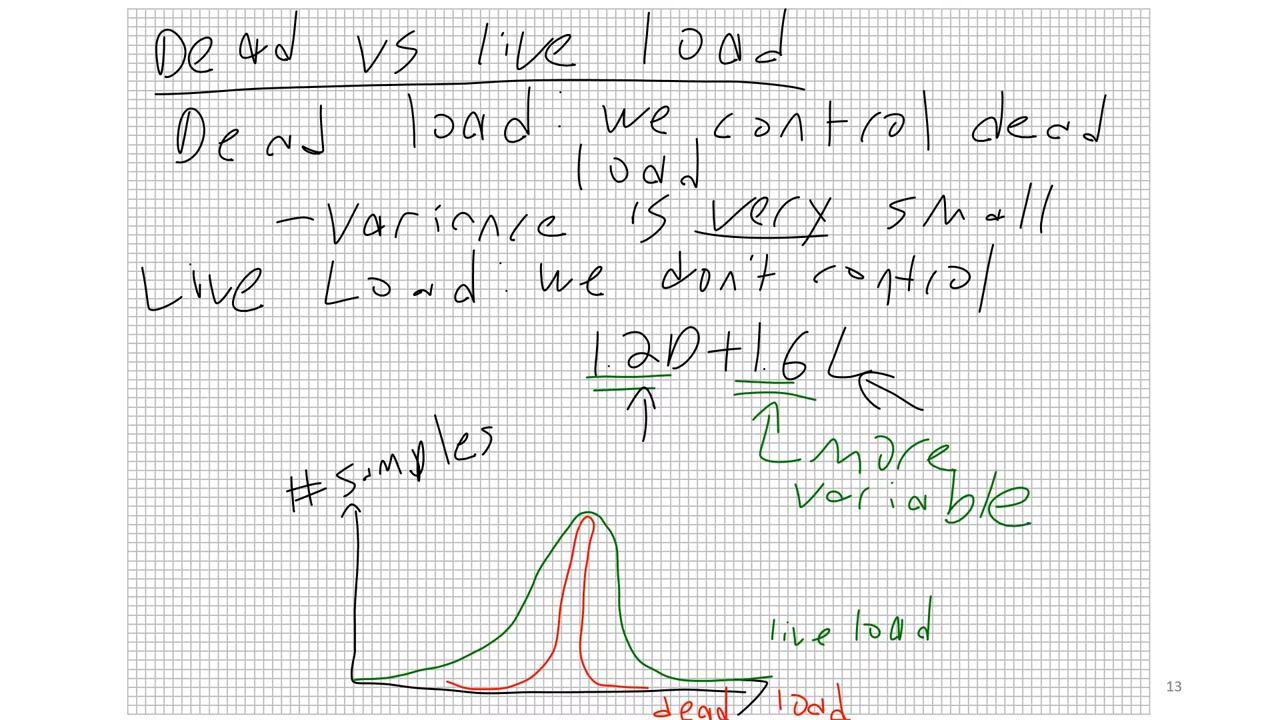 Dead vs live load
Dead load: we control dead
load
- Varience is very small
Live Load: we don't control
1.2D + 1.6L
more
variable
# samples
live load
dead load
13